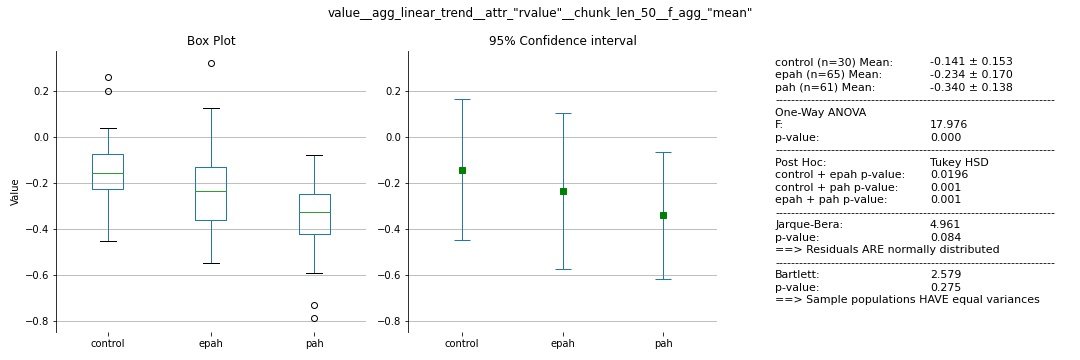 value__agg_linear_trend__attr_"rvalue"__chunk_len_50__f_agg_"mean"
Box Plot
Value
0.2
0.0
−0.2
−0.4
−0.6
−0.8
control
epah
pah
95% Confidence interval
0.2
0.0
−0.2
−0.4
−0.6
−0.8
control
epah
pah
control (n=30) Mean: -0.141 ± 0.153
epah (n=65) Mean: -0.234 ± 0.170
pah (n=61) Mean: -0.340 ± 0.138
One-Way ANOVA
F: 17.976
p-value: 0.000
Post Hoc: Tukey HSD
control + epah p-value: 0.0196
control + pah p-value: 0.001
epah + pah p-value: 0.001
Jarque-Bera: 4.961
p-value: 0.084
==> Residuals ARE normally distributed
Bartlett: 2.579
p-value: 0.275
==> Sample populations HAVE equal variances